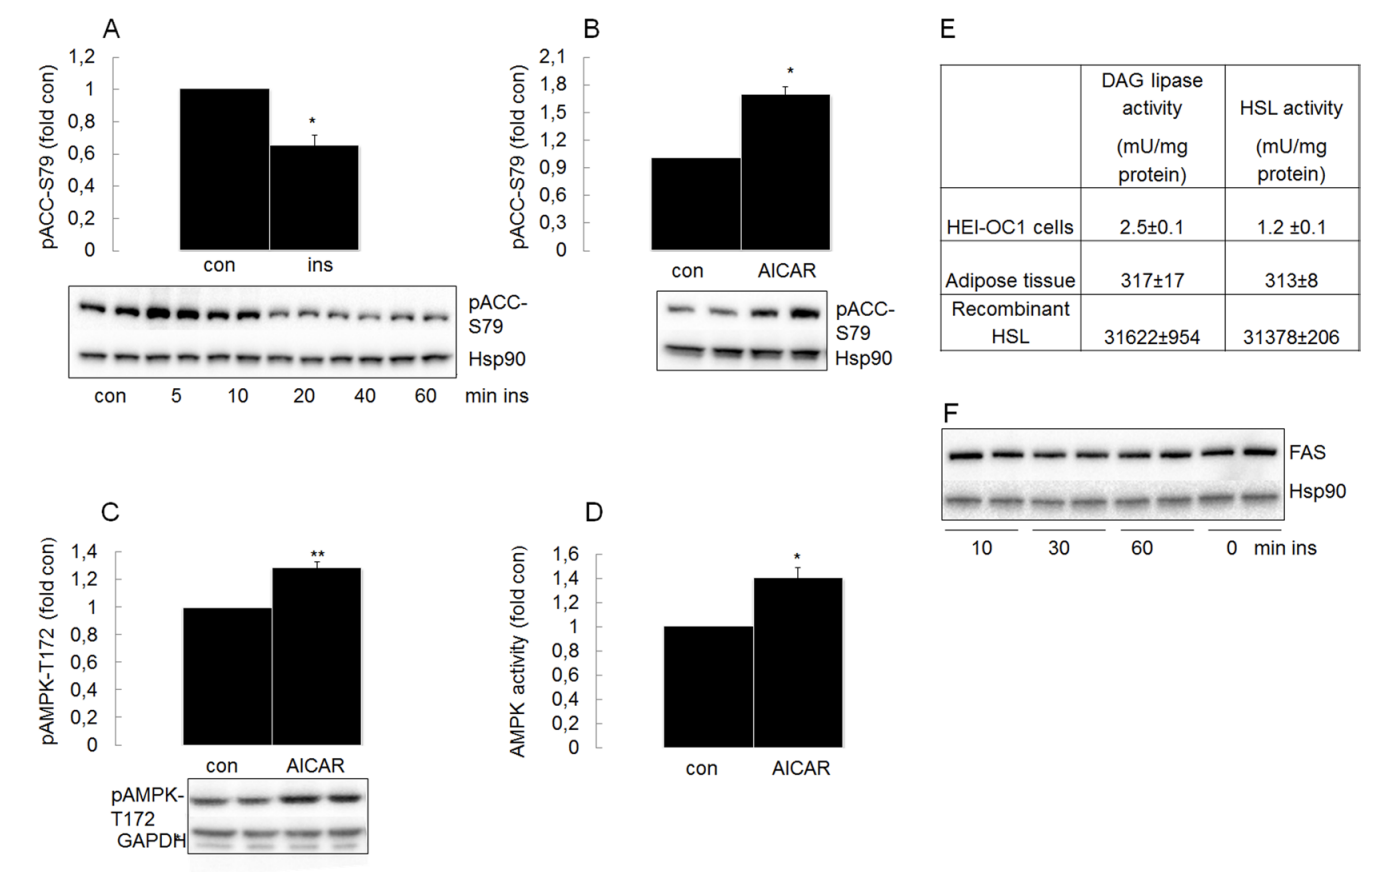 A
1,2
1
0,8
0,6
0,4
0,2
0
pACC-S79 (fold con)
*
con ins
pACC-
S79
Hsp90
con 5 10 20 40 60 min ins
B
2,1
1,8
1,5
1,2
0,9
0,6
0,3
0
pACC-S79 (fold con)
*
con AICAR
pACC-
S79
Hsp90
C
1,4
1,2
1
0,8
0,6
0,4
0,2
0
pAMPK-T172 (fold con)
**
con AICAR
pAMPK-
T172
GAPDH
D
1,6
1,4
1,2
1
0,8
0,6
0,4
0,2
0
AMPK activity (fold con)
*
con AICAR
E
DAG lipase
activity
(mU/mg
protein)
HSL activity
(mU/mg
protein)
HEI-OC1 cells 2.5±0.1 1.2 ±0.1
Adipose tissue 317±17 313±8
Recombinant
HSL 31622±954 31378±206
F
FAS
Hsp90
10 30 60 0 min ins